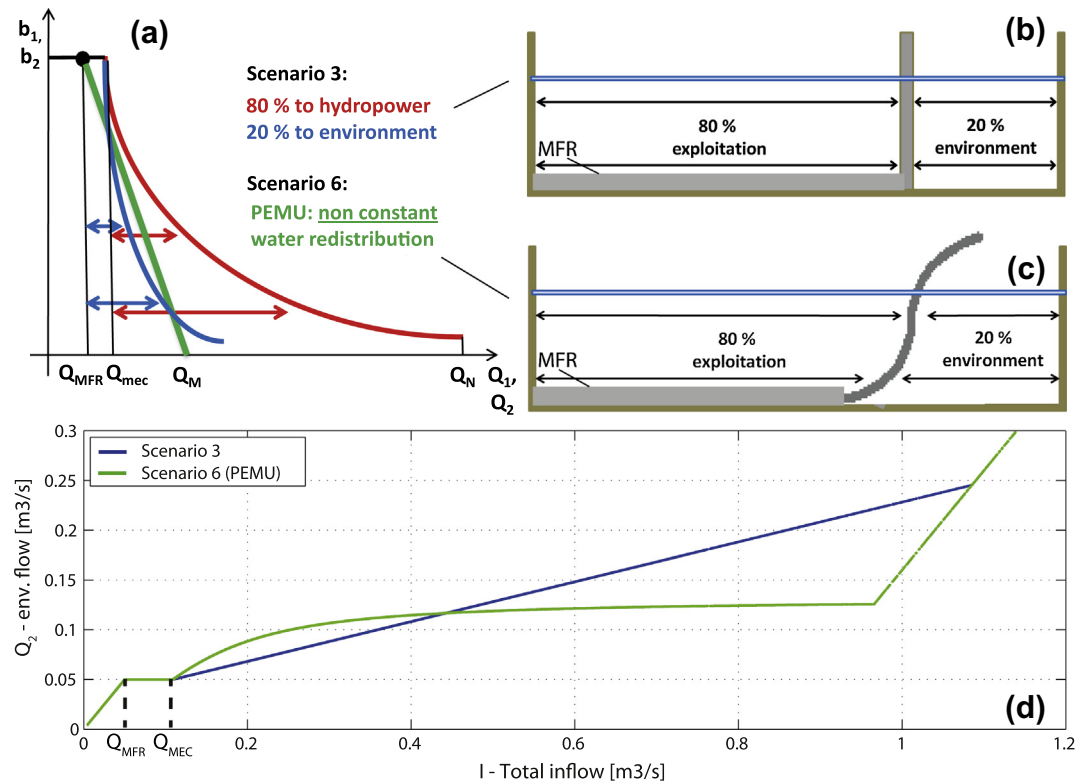 (a)
b1,
b2
QMFR
Qmec
QM
QN
Q1,
Q2
Scenario 3:
80 % to hydropower
20 % to environment
Scenario 6:
PEMU: non constant
water redistribution
(b)
80 %
exploitation
20 %
environment
MFR
(c)
80 %
exploitation
20 %
environment
MFR
0.3
0.25
0.2
0.15
0.1
0.05
0
Q2 - env. flow [m3/s]
Scenario 3
Scenario 6 (PEMU)
(d)
0
QMFR
QMEC
0.2
0.4
0.6
0.8
1
1.2
I - Total inflow [m3/s]